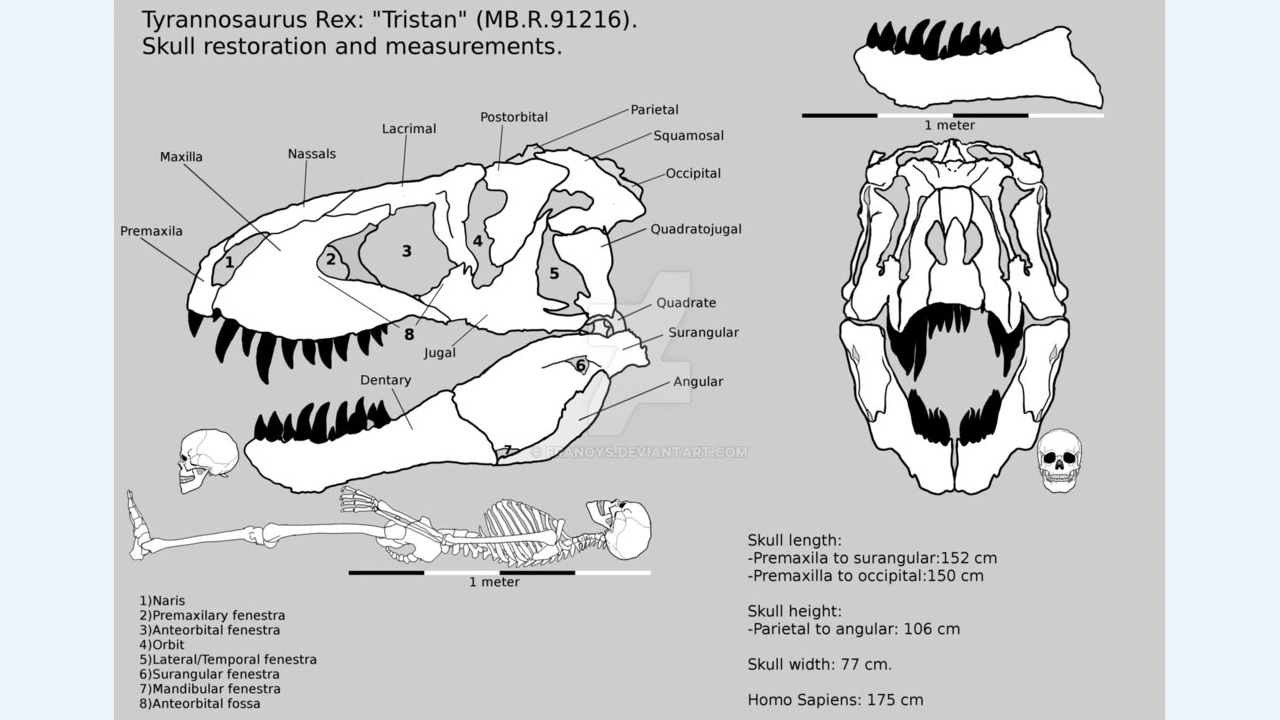 Tyrannosaurus Rex: "Tristan" (MB.R.91216).
Skull restoration and measurements.
1 meter
Parietal
Postorbital
Lacrimal
Squamosal
Nassals
Maxilla
Occipital
Premaxila
Quadratojugal
1
2
3
4
5
Quadrate
8
Surangular
Jugal
6
Dentary
Angular
7
© FRANOYS.DEVIANTART.COM
1 meter
1)Naris
2)Premaxilary fenestra
3)Anteorbital fenestra
4)Orbit
5)Lateral/Temporal fenestra
6)Surangular fenestra
7)Mandibular fenestra
8)Anteorbital fossa
Skull length:
-Premaxila to surangular:152 cm
-Premaxilla to occipital:150 cm
Skull height:
-Parietal to angular: 106 cm
Skull width: 77 cm.
Homo Sapiens: 175 cm